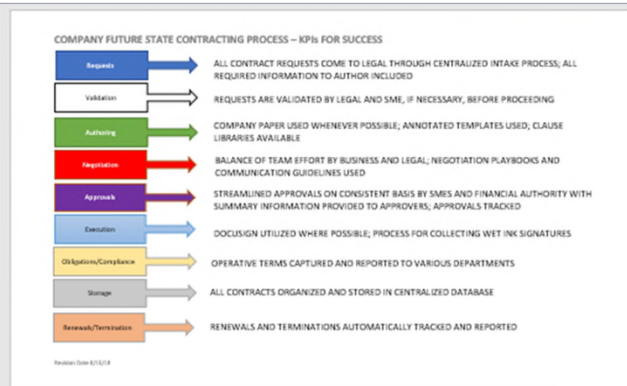 COMPANY FUTURE STATE CONTRACTING PROCESS – KPIs FOR SUCCESS
Requests
ALL CONTRACT REQUESTS COME TO LEGAL THROUGH CENTRALIZED INTAKE PROCESS; ALL
REQUIRED INFORMATION TO AUTHOR INCLUDED
Validation
REQUESTS ARE VALIDATED BY LEGAL AND SME, IF NECESSARY, BEFORE PROCEEDING
Authoring
COMPANY PAPER USED WHENEVER POSSIBLE; ANNOTATED TEMPLATES USED; CLAUSE
LIBRARIES AVAILABLE
Negotiation
BALANCE OF TEAM EFFORT BY BUSINESS AND LEGAL; NEGOTIATION PLAYBOOKS AND
COMMUNICATION GUIDELINES USED
Approvals
STREAMLINED APPROVALS ON CONSISTENT BASIS BY SMES AND FINANCIAL AUTHORITY WITH
SUMMARY INFORMATION PROVIDED TO APPROVERS; APPROVALS TRACKED
Execution
DOCUSIGN UTILIZED WHERE POSSIBLE; PROCESS FOR COLLECTING WET INK SIGNATURES
Obligations/Compliance
OPERATIVE TERMS CAPTURED AND REPORTED TO VARIOUS DEPARTMENTS
Storage
ALL CONTRACTS ORGANIZED AND STORED IN CENTRALIZED DATABASE
Renewals/Termination
RENEWALS AND TERMINATIONS AUTOMATICALLY TRACKED AND REPORTED
Revision Date